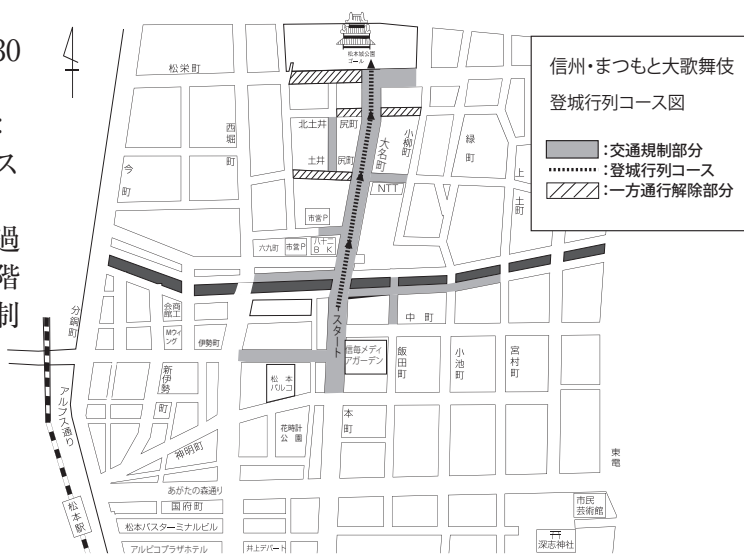 30
:
ス
過
階
制
信州・まつもと大歌舞伎
登城行列コース図
:交通規制部分
:登城行列コース
:一方通行解除部分
松本城公園
ゴール
松栄町
西堀町
今町
北土井
尻町
土井
尻町
大名町
小柳町
緑町
上土町
NTT
市営P
六九町
市営P
八十二
BK
分銅町
商工
会館
Mウィ
ング
伊勢町
スタート
中町
信毎メディ
アガーデン
飯田町
小池町
宮村町
新伊勢町
松本
パルコ
本町
花時計
公園
神明町
アルプス通り
東電
あがたの森通り
国府町
松本駅
松本バスターミナルビル
アルピコプラザホテル
井上デパート
市民
芸術館
深志神社